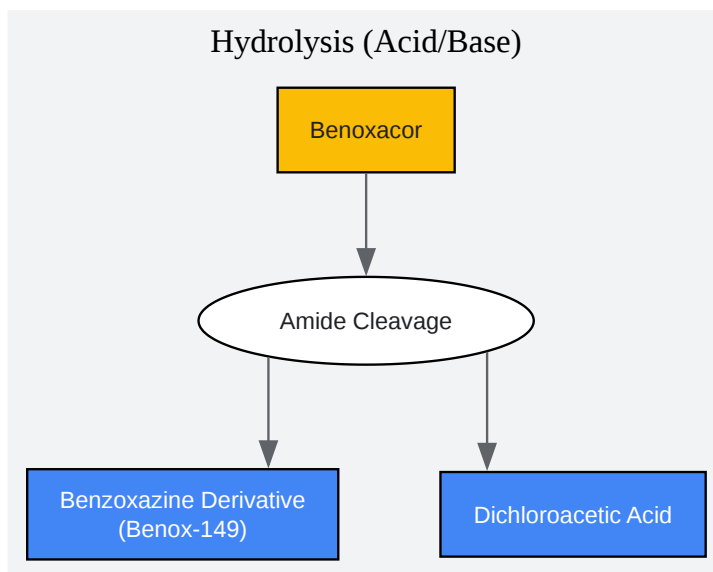 Hydrolysis (Acid/Base)
Benoxacor
Amide Cleavage
Benzoxazine Derivative
(Benox-149)
Dichloroacetic Acid